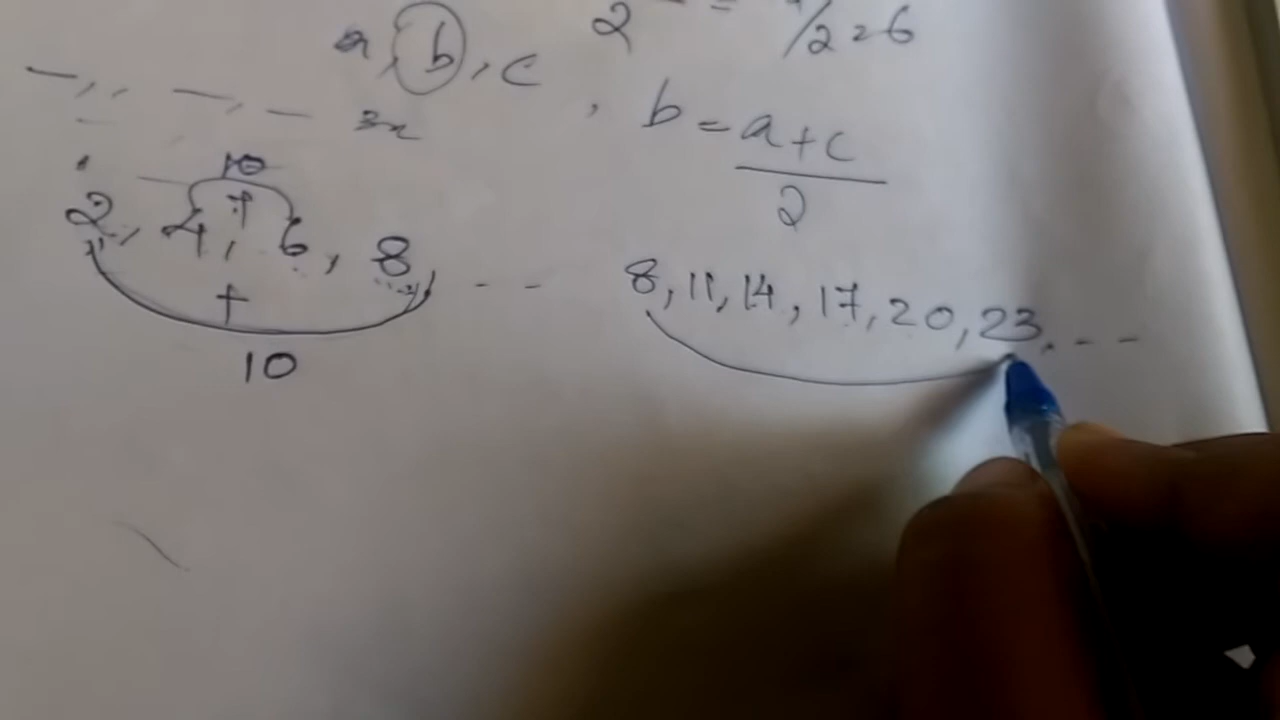 2 = /2 = 6
a, b, c
, b = a+c
2
10
2, 4, 6, 8, - -
+
10
8, 11, 14, 17, 20, 23, - -